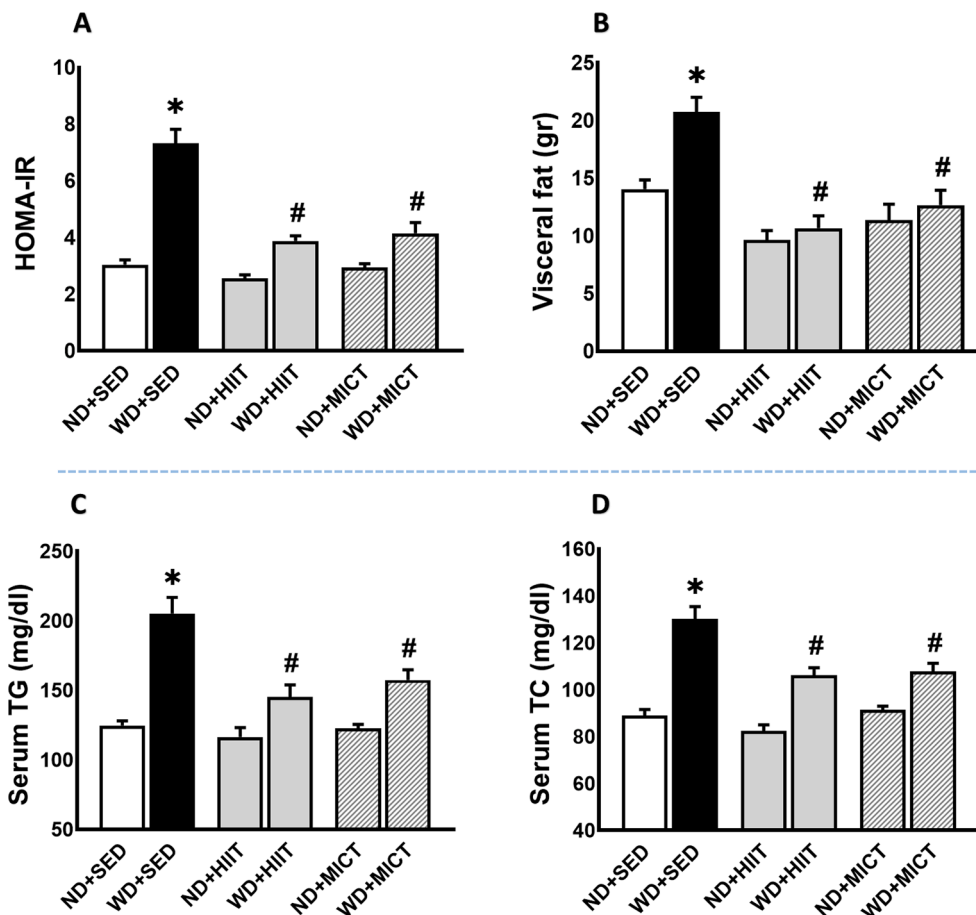 A
HOMA-IR
10
8
6
4
2
0
*
#
#
ND+SED
WD+SED
ND+HIIT
WD+HIIT
ND+MICT
WD+MICT
B
Visceral fat (gr)
25
20
15
10
5
0
*
#
#
ND+SED
WD+SED
ND+HIIT
WD+HIIT
ND+MICT
WD+MICT
C
Serum TG (mg/dl)
250
200
150
100
50
*
#
#
ND+SED
WD+SED
ND+HIIT
WD+HIIT
ND+MICT
WD+MICT
D
Serum TC (mg/dl)
160
140
120
100
80
60
40
*
#
#
ND+SED
WD+SED
ND+HIIT
WD+HIIT
ND+MICT
WD+MICT